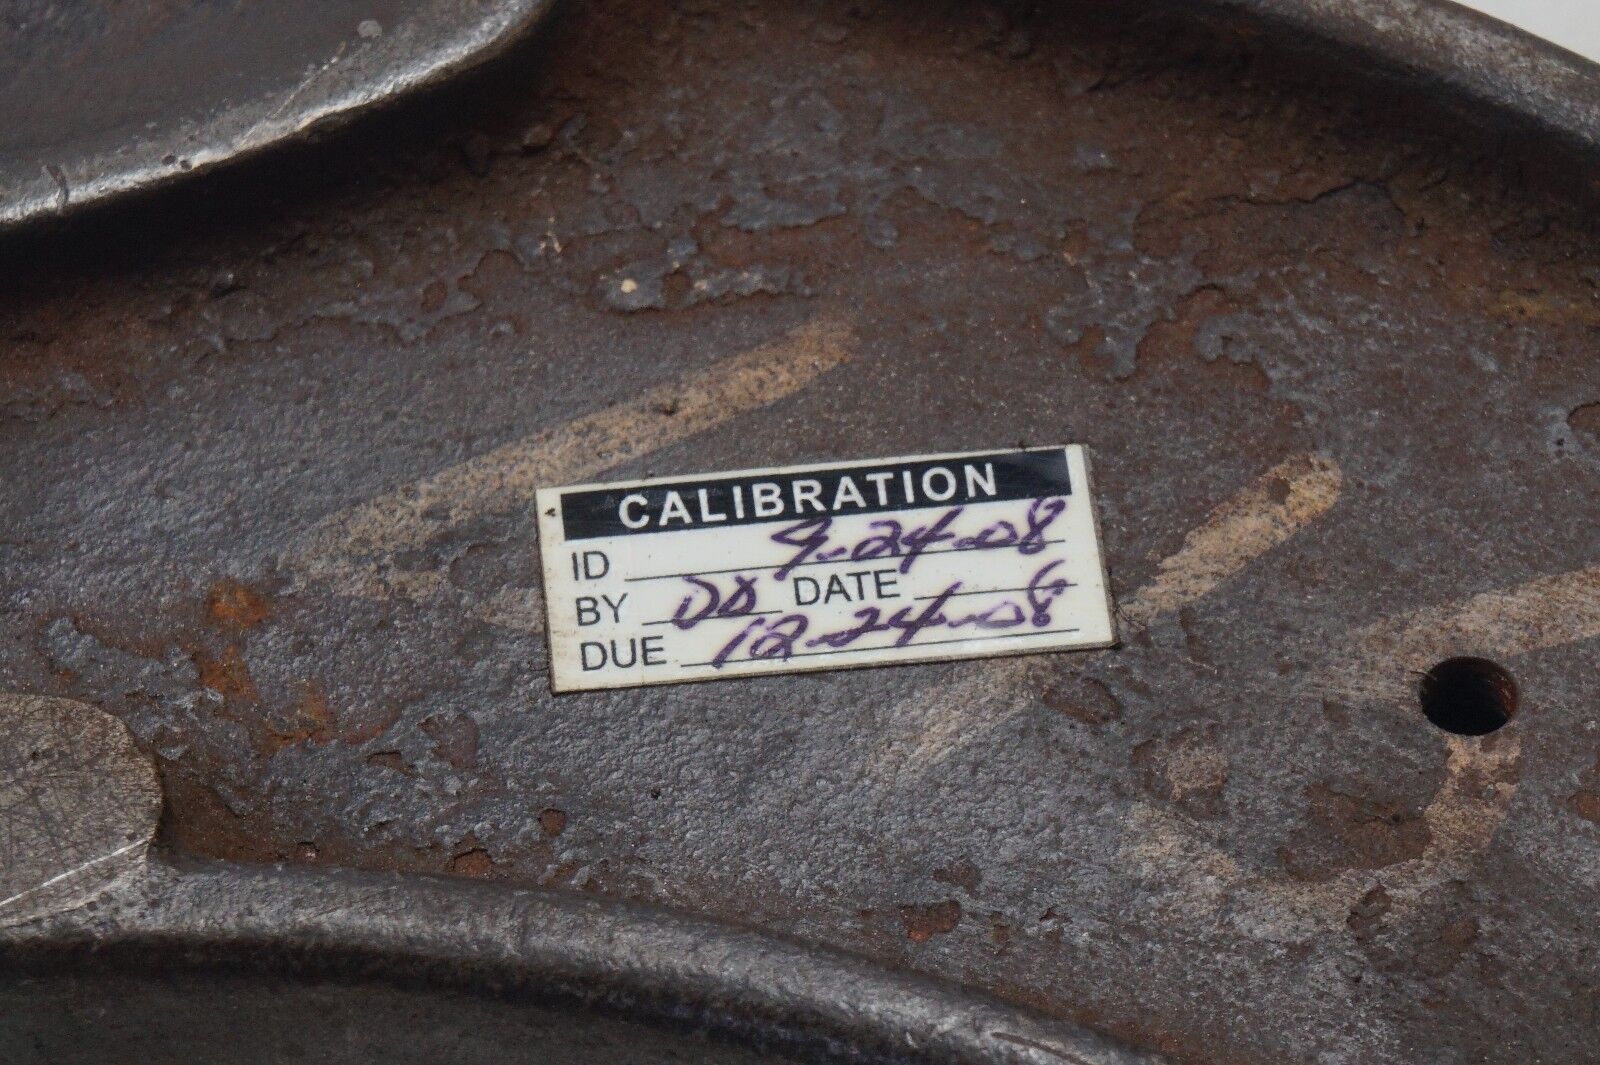 CALIBRATION
ID 9-24-08
BY DD DATE
DUE 12-24-08